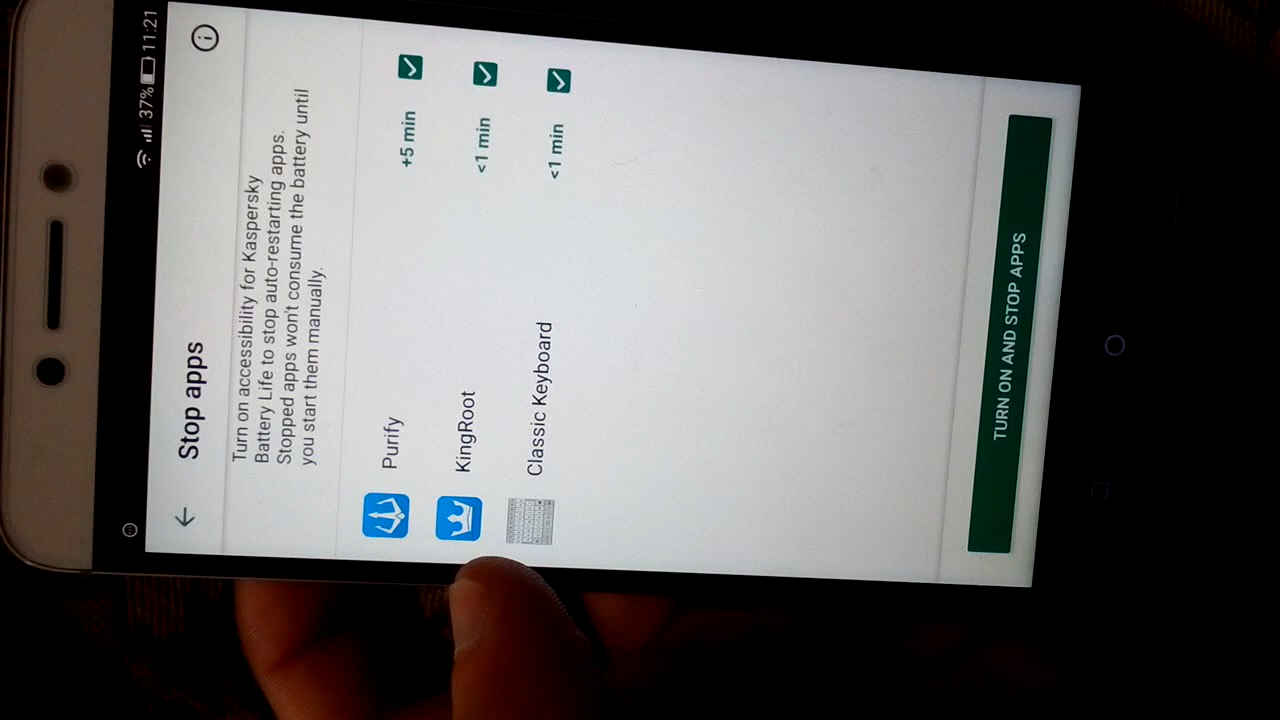 37% 11:21
Stop apps
Turn on accessibility for Kaspersky
Battery Life to stop auto-restarting apps.
Stopped apps won't consume the battery until
you start them manually.
Purify +5 min
KingRoot <1 min
Classic Keyboard <1 min
TURN ON AND STOP APPS